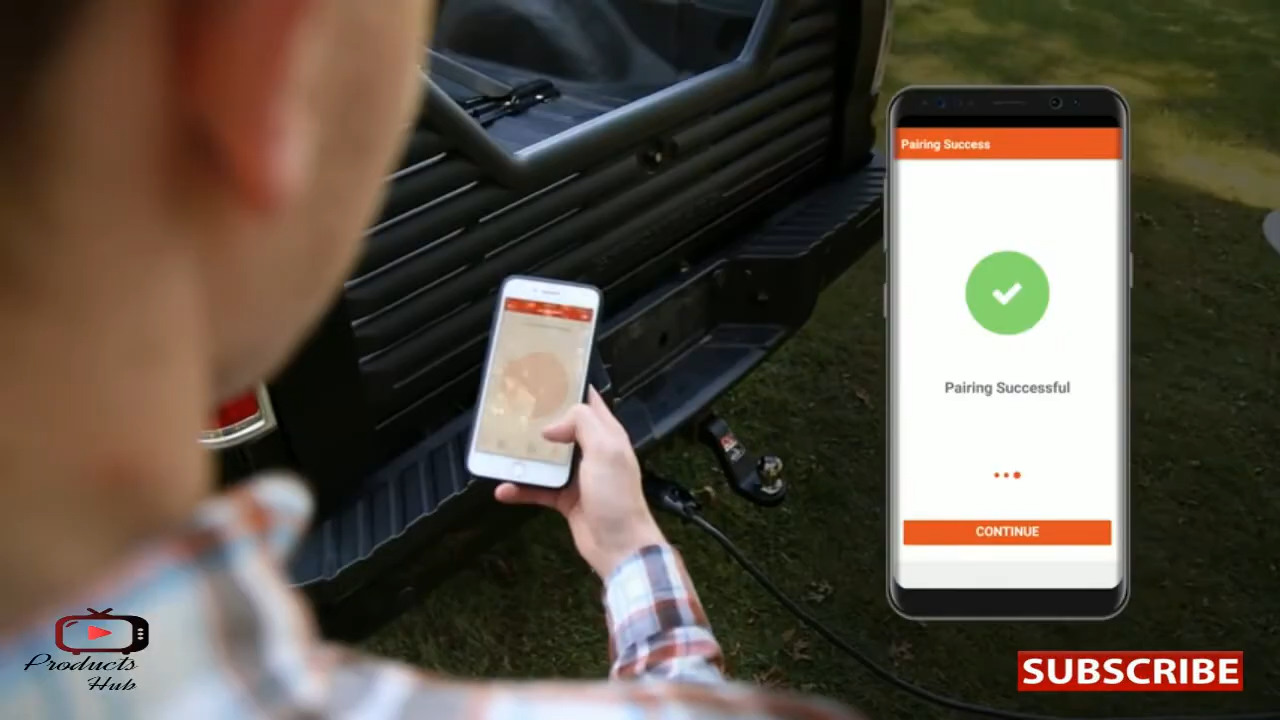 Pairing Success
Pairing Successful
CONTINUE
Products
Hub
SUBSCRIBE